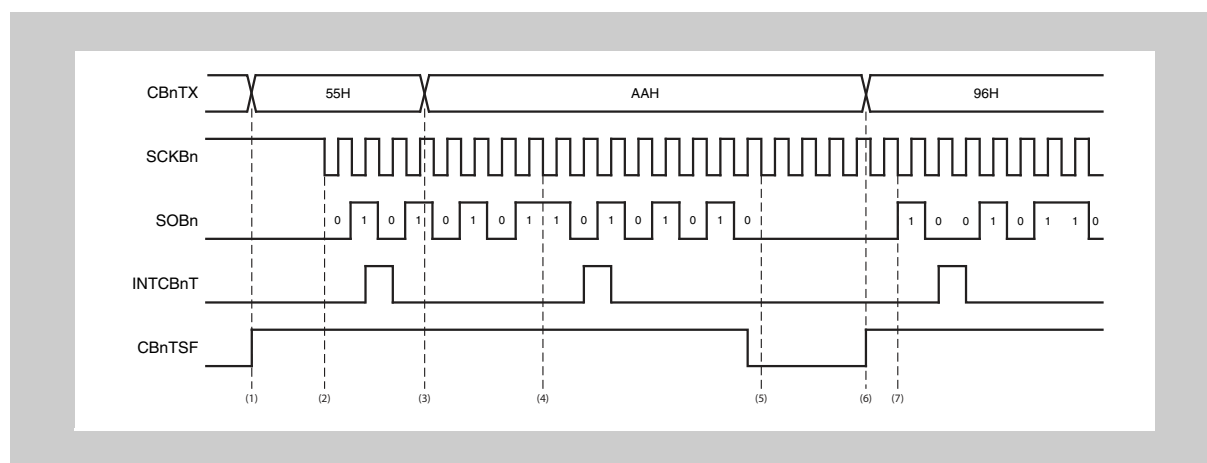 CBnTX 55H AAH 96H
SCKBn
SOBn 0 1 0 1 0 1 0 1 1 0 1 0 1 0 1 0 1 0 0 1 0 1 1 0
INTCBnT
CBnTSF
(1) (2) (3) (4) (5) (6) (7)